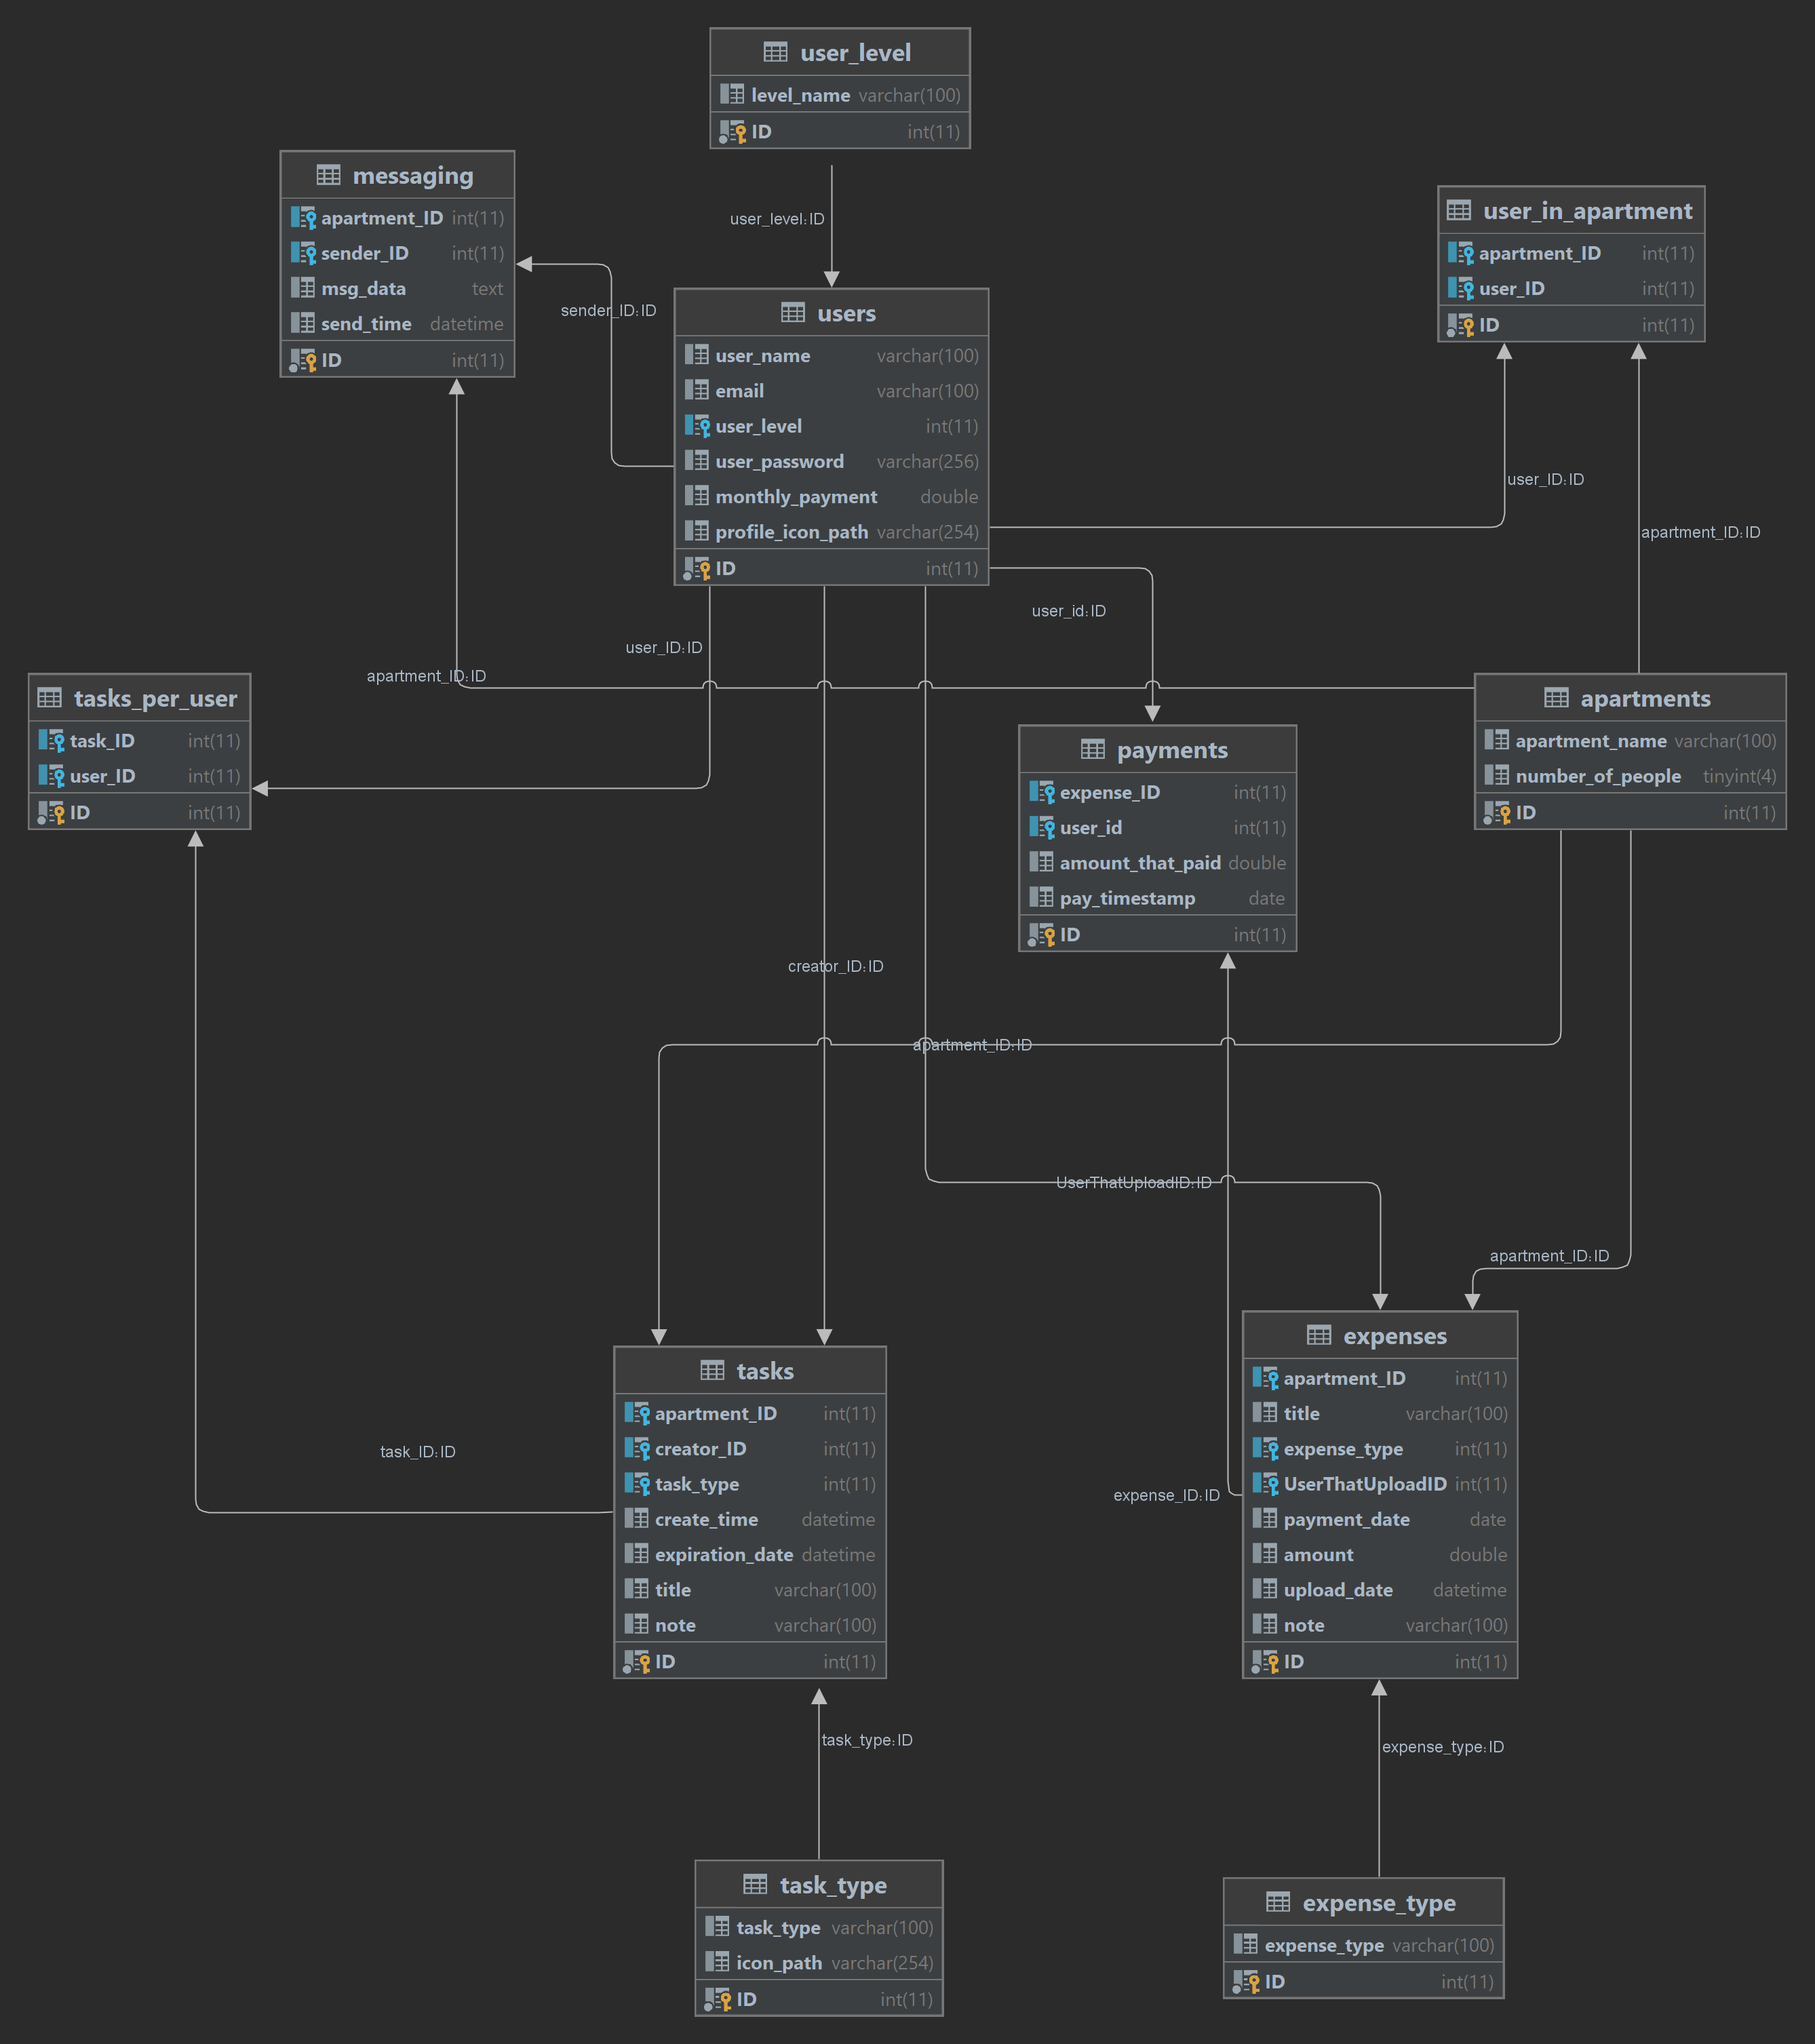 user_level
level_name varchar(100)
ID int(11)
messaging
apartment_ID int(11)
sender_ID int(11)
msg_data text
send_time datetime
ID int(11)
user_in_apartment
apartment_ID int(11)
user_ID int(11)
ID int(11)
user_level:ID
sender_ID:ID
users
user_name varchar(100)
email varchar(100)
user_level int(11)
user_password varchar(256)
monthly_payment double
profile_icon_path varchar(254)
ID int(11)
user_ID:ID
apartment_ID:ID
user_id:ID
user_ID:ID
apartment_ID:ID
tasks_per_user
task_ID int(11)
user_ID int(11)
ID int(11)
payments
expense_ID int(11)
user_id int(11)
amount_that_paid double
pay_timestamp date
ID int(11)
apartments
apartment_name varchar(100)
number_of_people tinyint(4)
ID int(11)
creator_ID:ID
apartment_ID:ID
UserThatUploadID:ID
apartment_ID:ID
task_ID:ID
expense_ID:ID
tasks
apartment_ID int(11)
creator_ID int(11)
task_type int(11)
create_time datetime
expiration_date datetime
title varchar(100)
note varchar(100)
ID int(11)
expenses
apartment_ID int(11)
title varchar(100)
expense_type int(11)
UserThatUploadID int(11)
payment_date date
amount double
upload_date datetime
note varchar(100)
ID int(11)
task_type:ID
expense_type:ID
task_type
task_type varchar(100)
icon_path varchar(254)
ID int(11)
expense_type
expense_type varchar(100)
ID int(11)